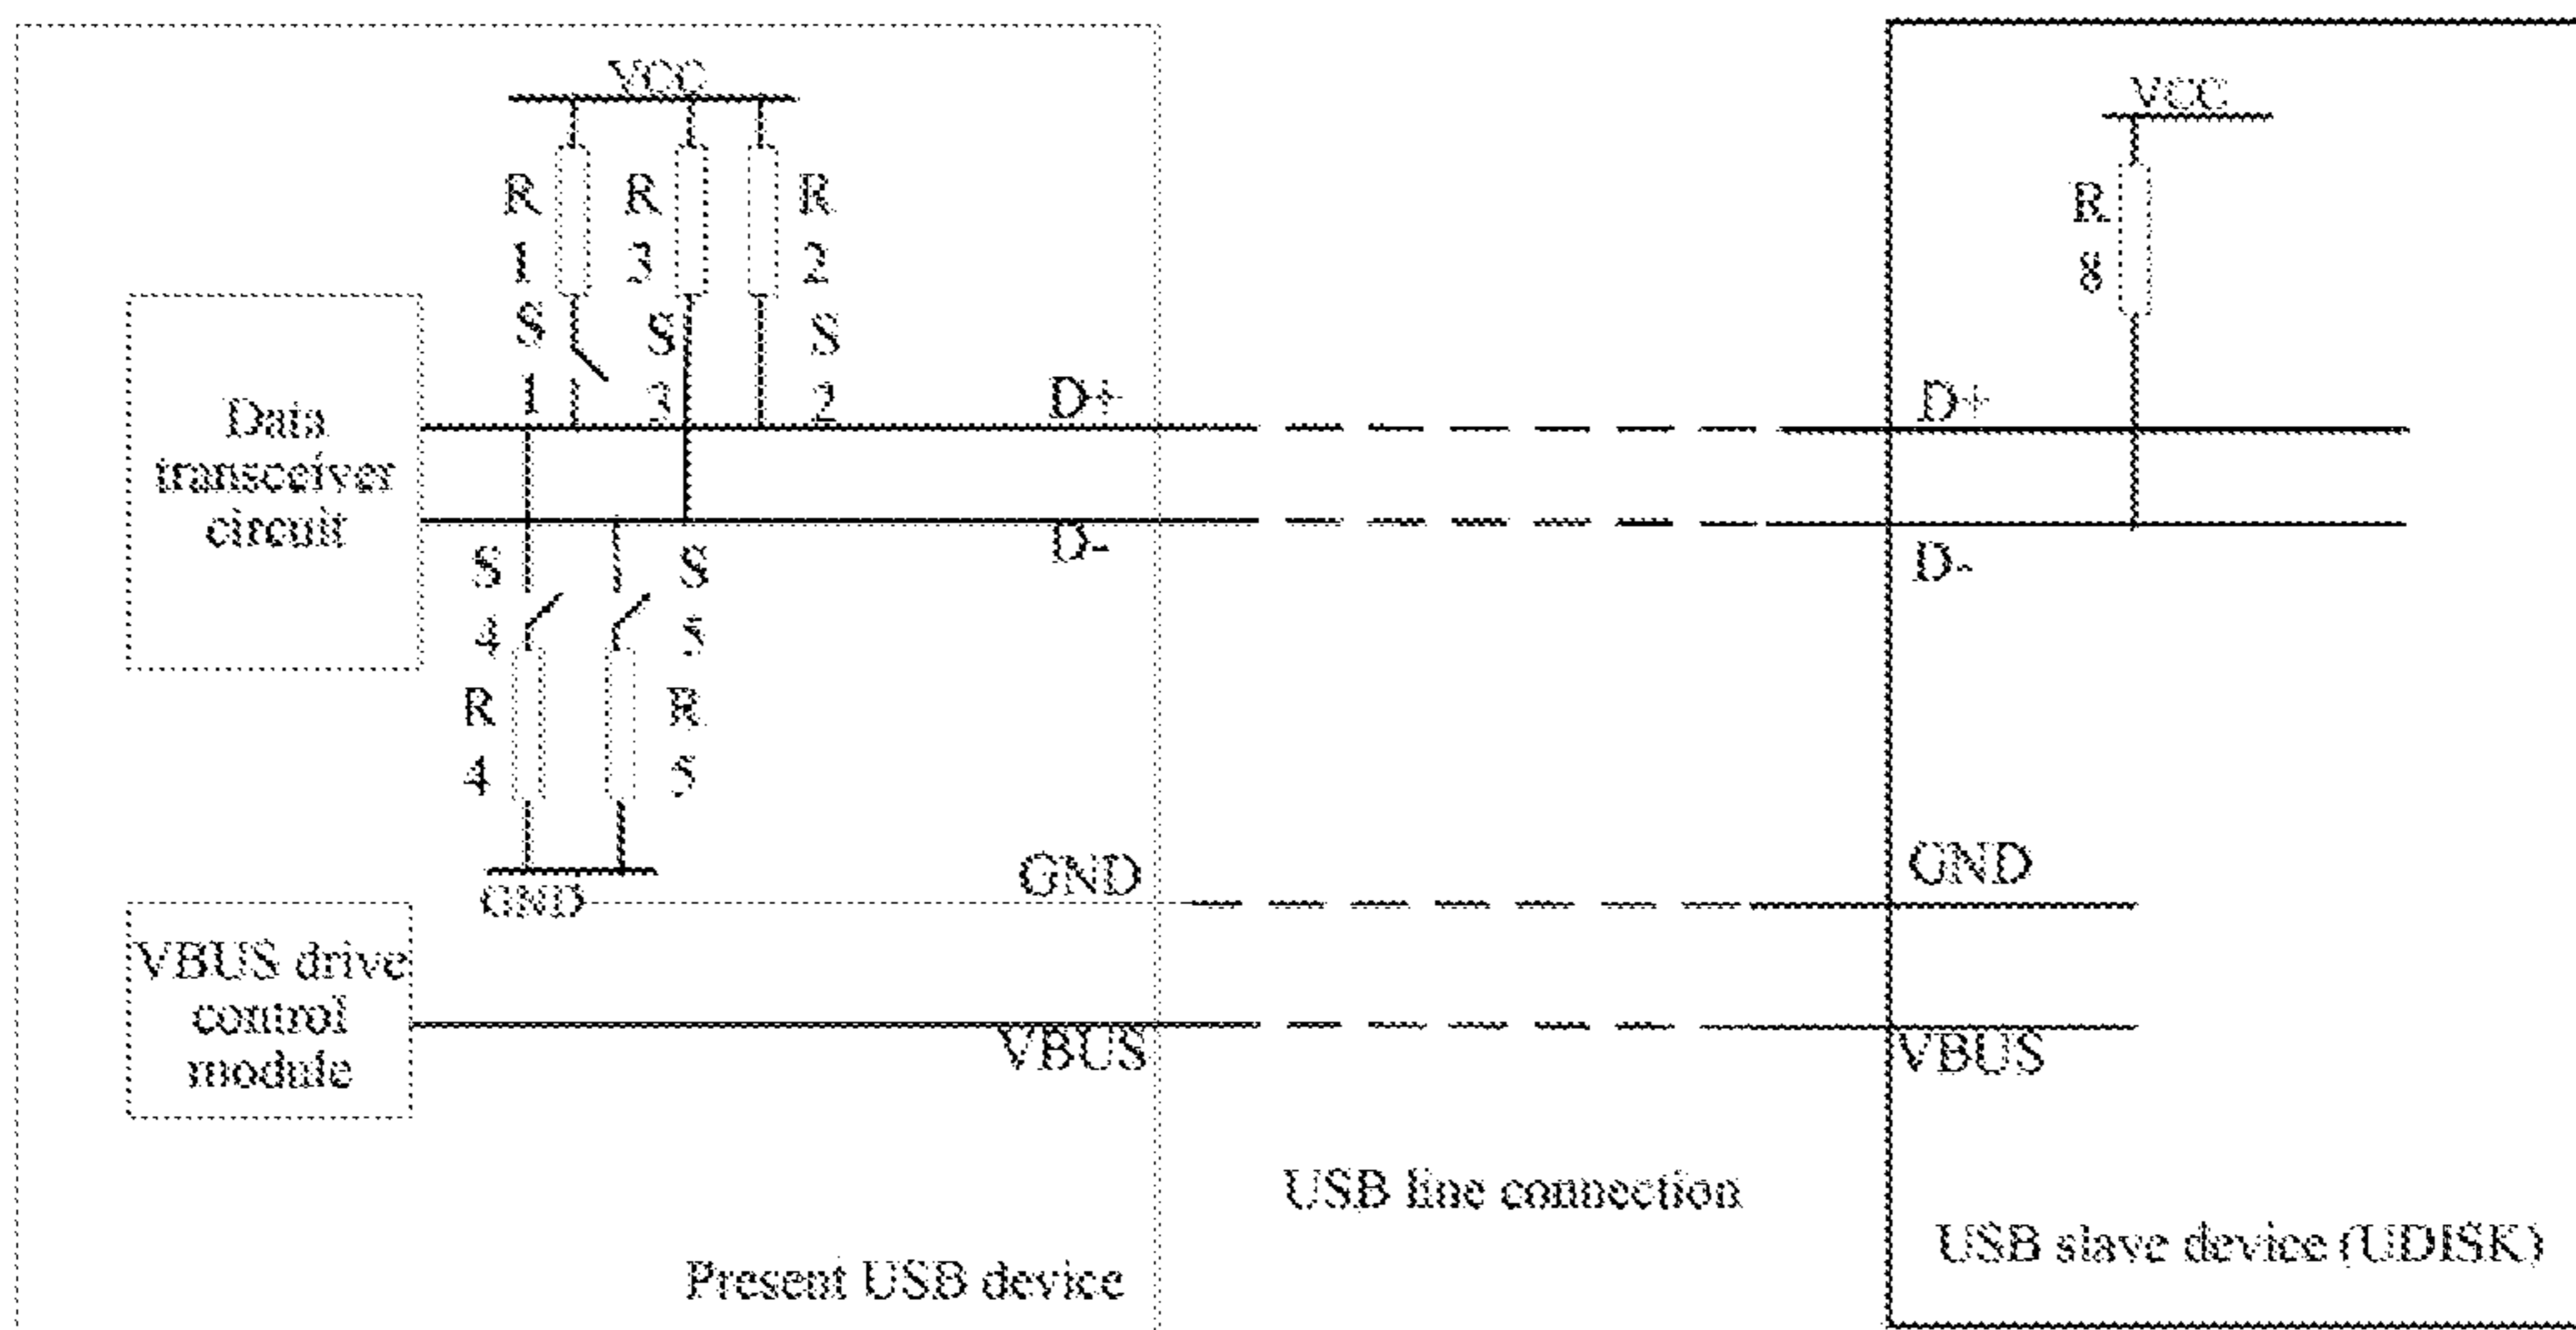 VCC
R
1
R
3
R
2
S
1
S
3
S
2
Data
transceiver
circuit
D+
D-
S
4
S
5
R
4
R
5
GND
GND
VBUS drive
control
module
VBUS
USB line connection
Present USB device
VCC
R
8
D+
D-
GND
VBUS
USB slave device (UDISK)